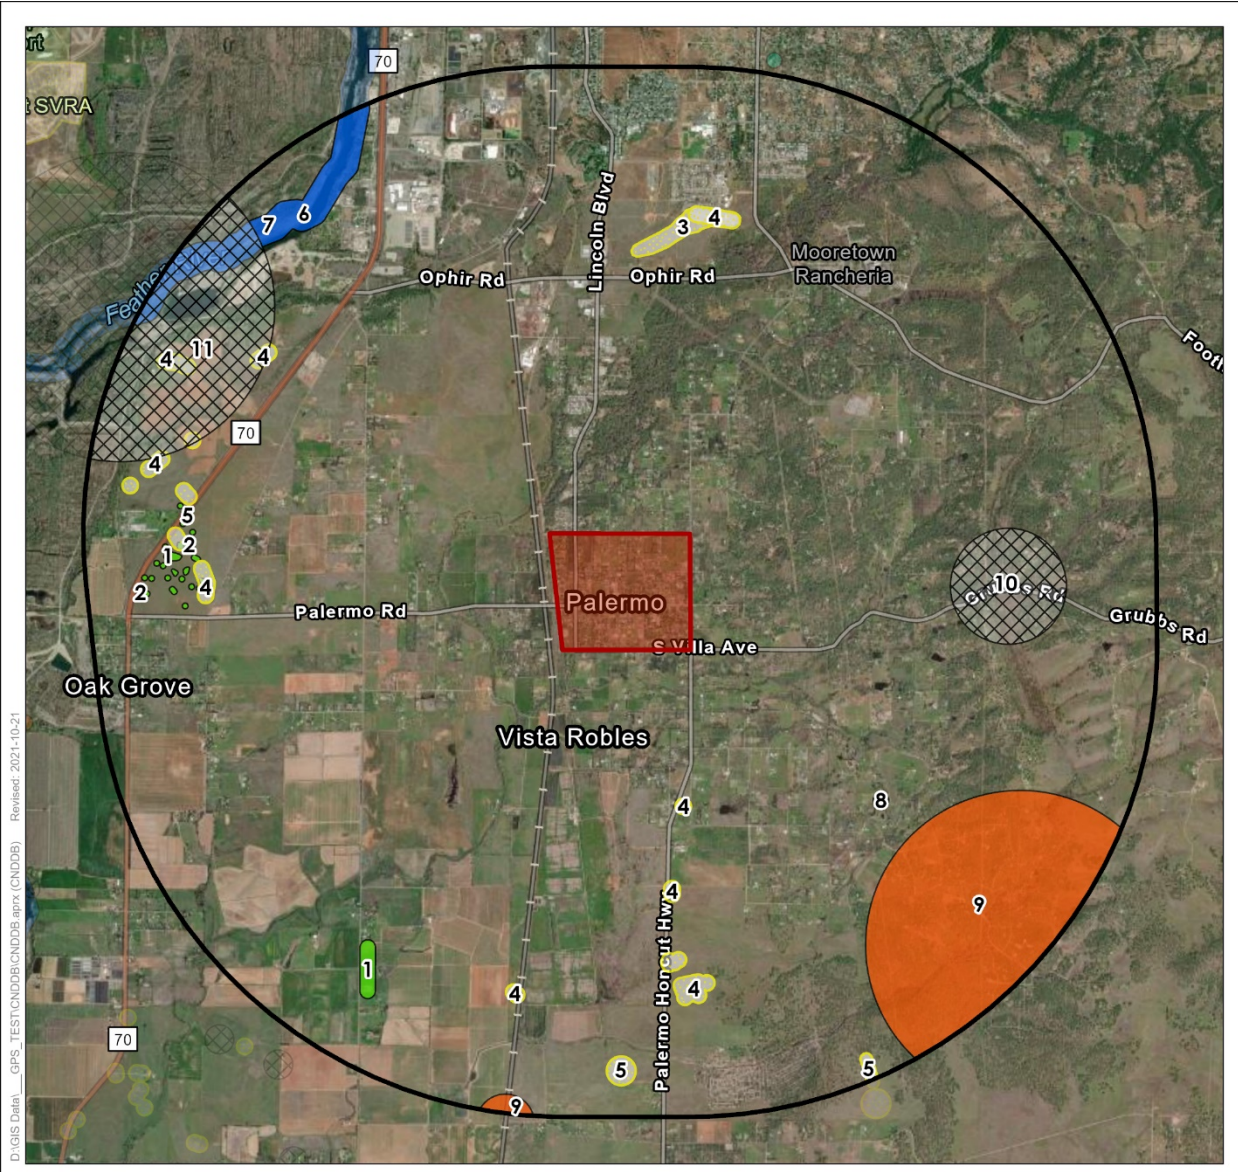 ort
70
t SVRA
Lincoln Blvd
7
6
3
4
Mooretown
Rancheria
Ophir Rd
Ophir Rd
4
11
4
70
4
5
2
1
2
4
Palermo Rd
Palermo
10
Grubbs Rd
S Villa Ave
Oak Grove
Vista Robles
4
8
4
9
Palermo Honcut Hwy
1
4
4
70
5
5
9
D:\GIS Data\___GPS_TEST\CNDDB\CNDDB.aprx (CNDDB) Revised: 2021-10-21